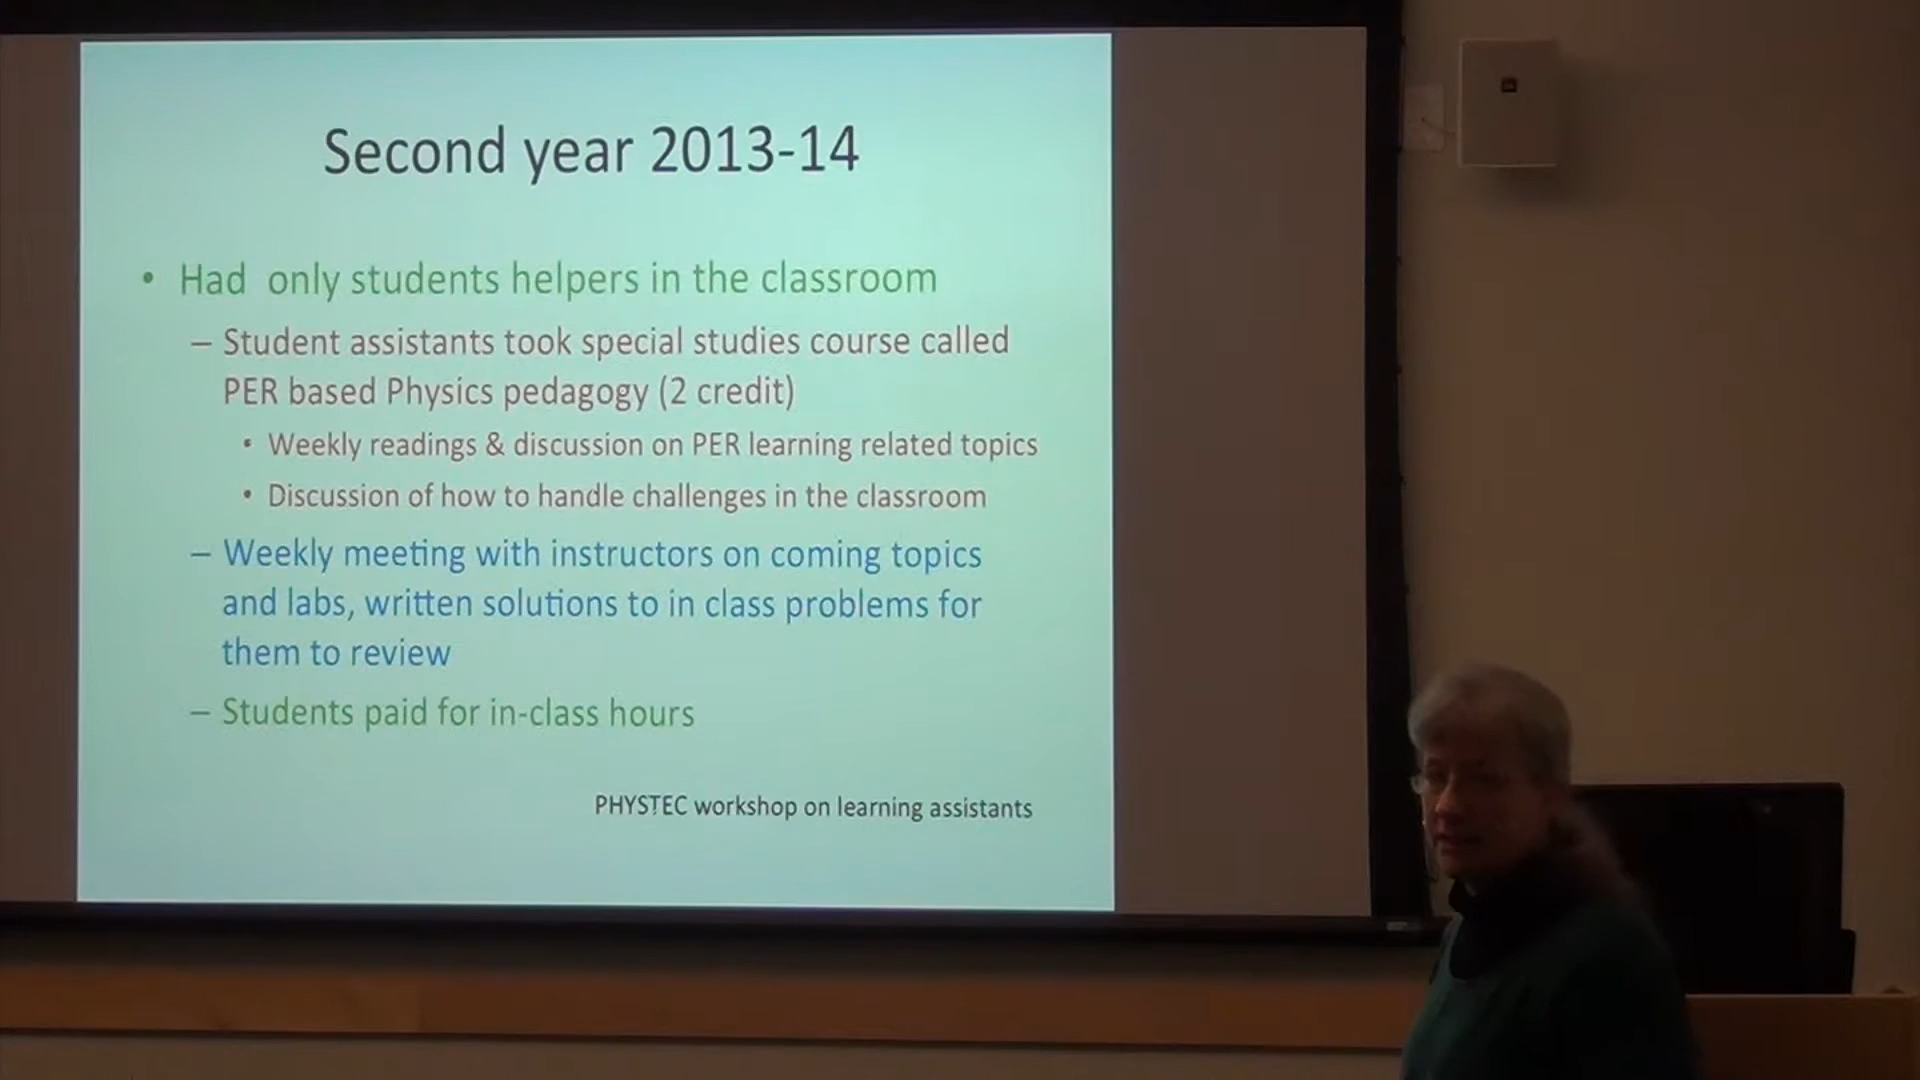 Second year 2013-14
• Had only students helpers in the classroom
– Student assistants took special studies course called
PER based Physics pedagogy (2 credit)
• Weekly readings & discussion on PER learning related topics
• Discussion of how to handle challenges in the classroom
– Weekly meeting with instructors on coming topics
and labs, written solutions to in class problems for
them to review
– Students paid for in-class hours
PHYSTEC workshop on learning assistants